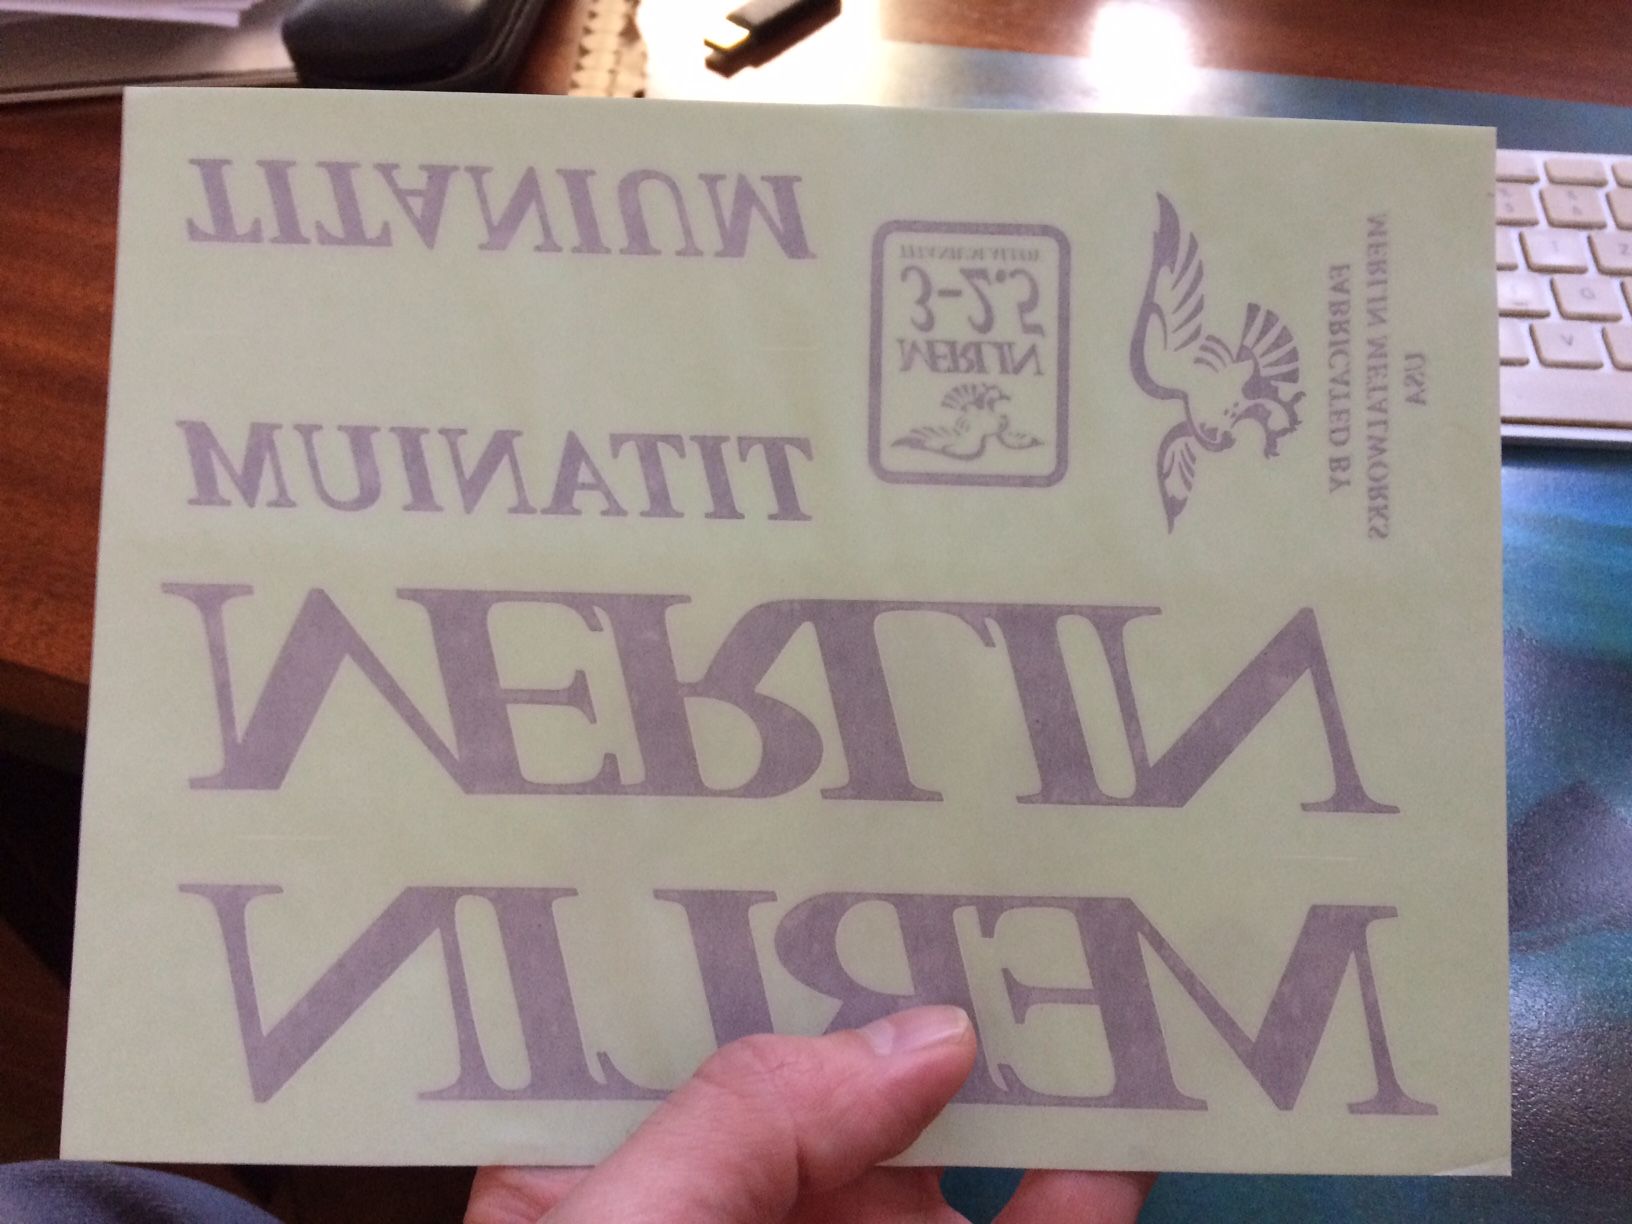 TITANIUM
TITANIUM
3-2.5
MERLIN
FABRICATED BY
MERLIN METALWORKS
USA
MERLIN
MERLIN